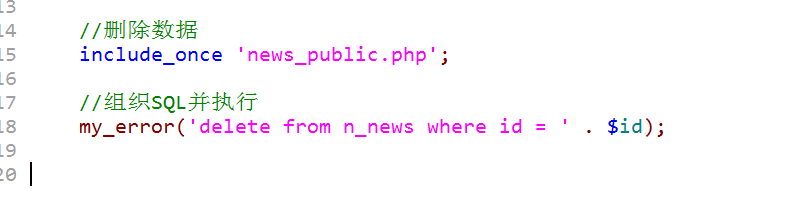 13
14 //删除数据
15 include_once 'news_public.php';
16
17 //组织SQL并执行
18 my_error('delete from n_news where id = ' . $id);
19
20